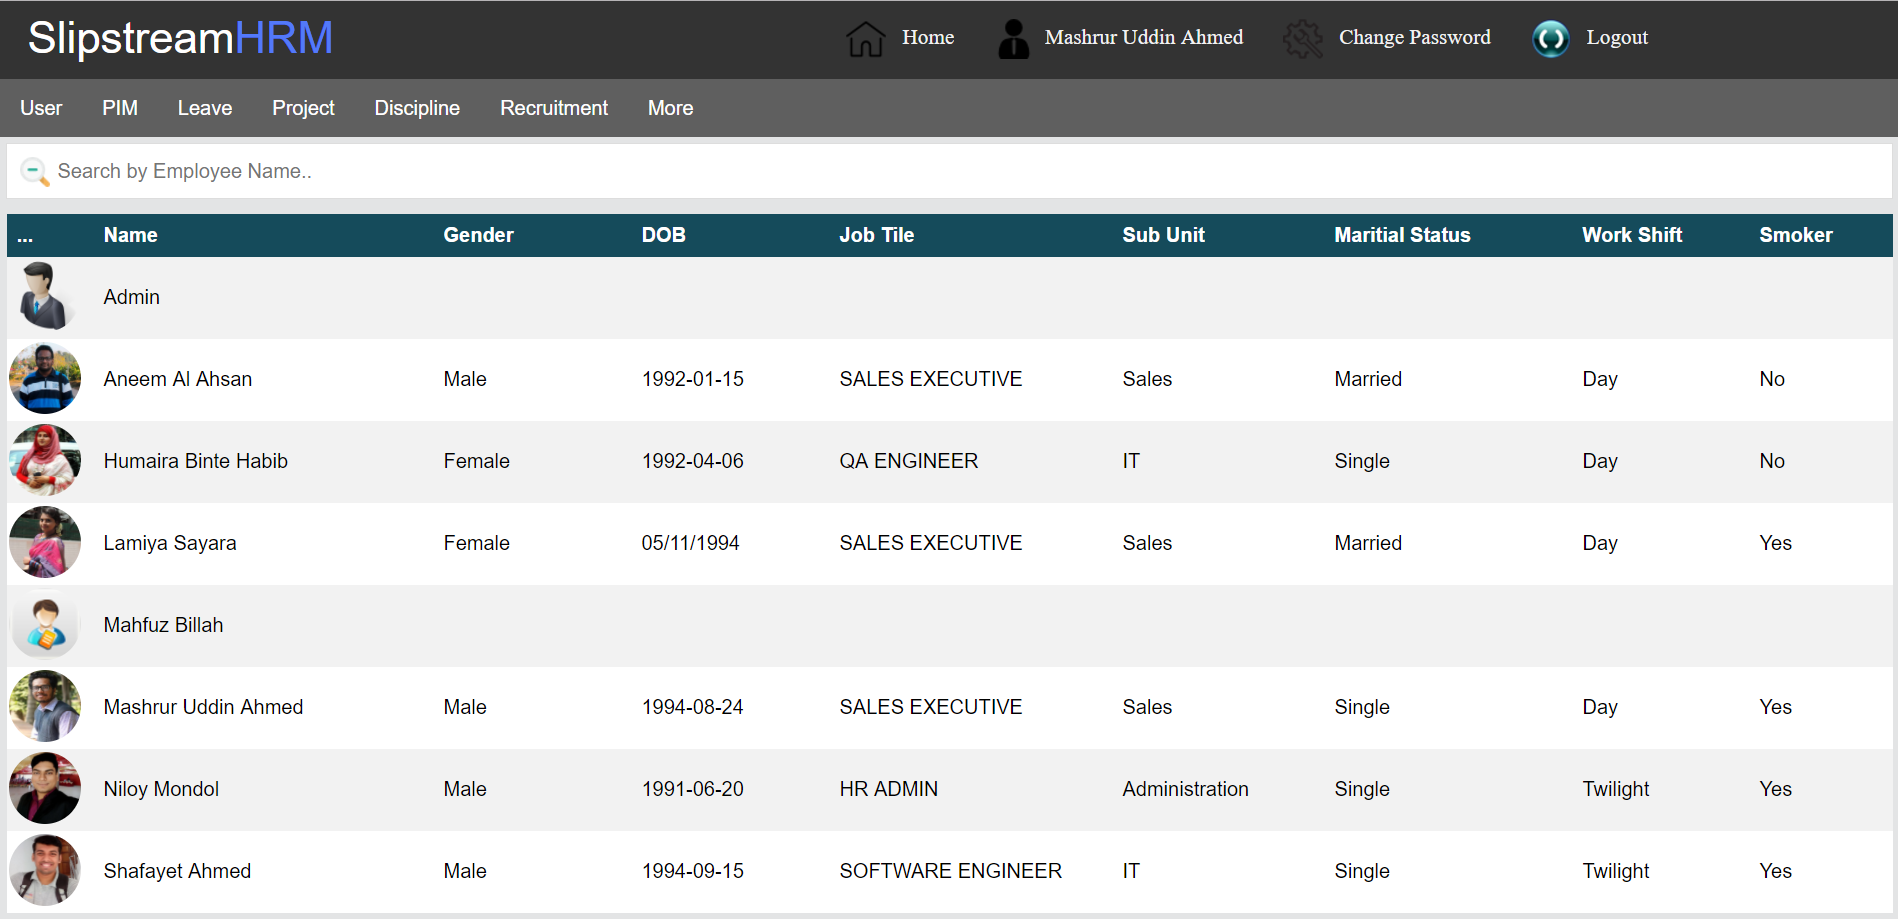 SlipstreamHRM Home Mashrur Uddin Ahmed Change Password Logout
User PIM Leave Project Discipline Recruitment More
Search by Employee Name..
... Name Gender DOB Job Tile Sub Unit Maritial Status Work Shift Smoker
Admin
Aneem Al Ahsan Male 1992-01-15 SALES EXECUTIVE Sales Married Day No
Humaira Binte Habib Female 1992-04-06 QA ENGINEER IT Single Day No
Lamiya Sayara Female 05/11/1994 SALES EXECUTIVE Sales Married Day Yes
Mahfuz Billah
Mashrur Uddin Ahmed Male 1994-08-24 SALES EXECUTIVE Sales Single Day Yes
Niloy Mondol Male 1991-06-20 HR ADMIN Administration Single Twilight Yes
Shafayet Ahmed Male 1994-09-15 SOFTWARE ENGINEER IT Single Twilight Yes